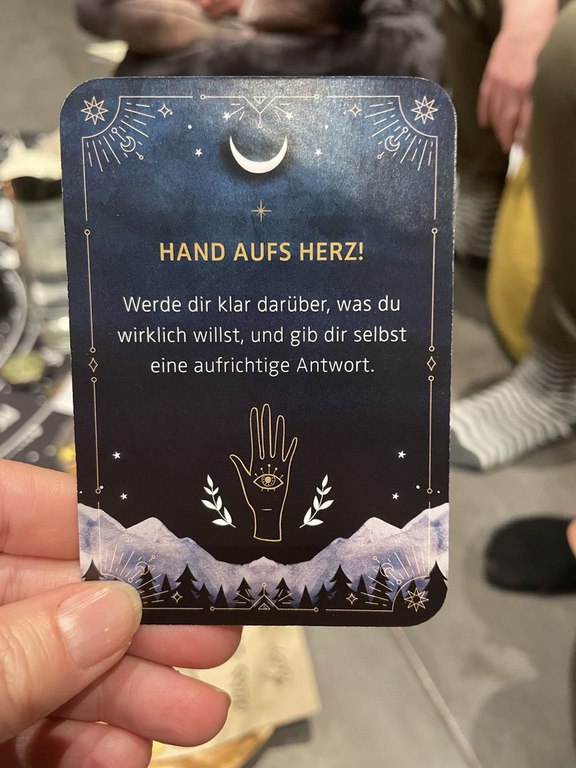 HAND AUFS HERZ!
Werde dir klar darüber, was du
wirklich willst, und gib dir selbst
eine aufrichtige Antwort.